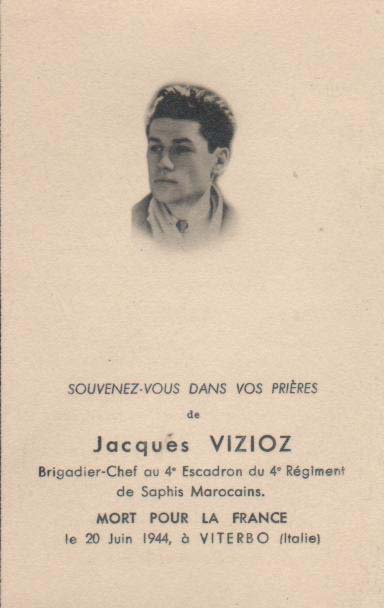 SOUVENEZ-VOUS DANS VOS PRIÈRES
de
Jacques VIZIOZ
Brigadier-Chef au 4e Escadron du 4e Régiment
de Saphis Marocains.
MORT POUR LA FRANCE
le 20 Juin 1944, à VITERBO (Italie)